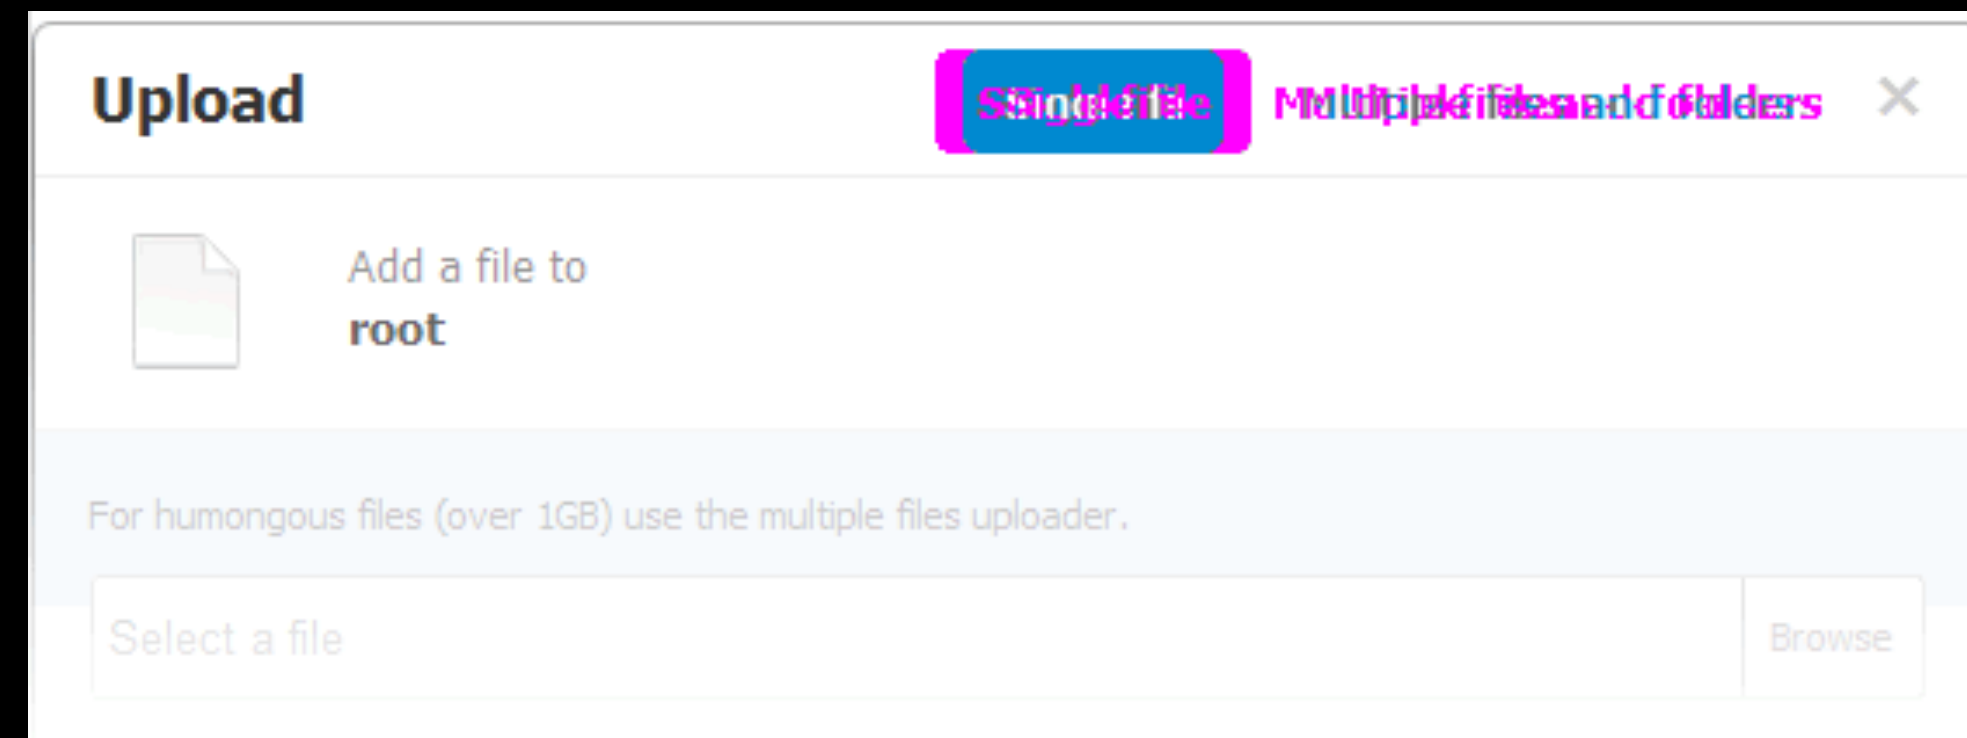 Upload
Single file Multiple files and folders ×
Add a file to
root
For humongous files (over 1GB) use the multiple files uploader.
Select a file
Browse